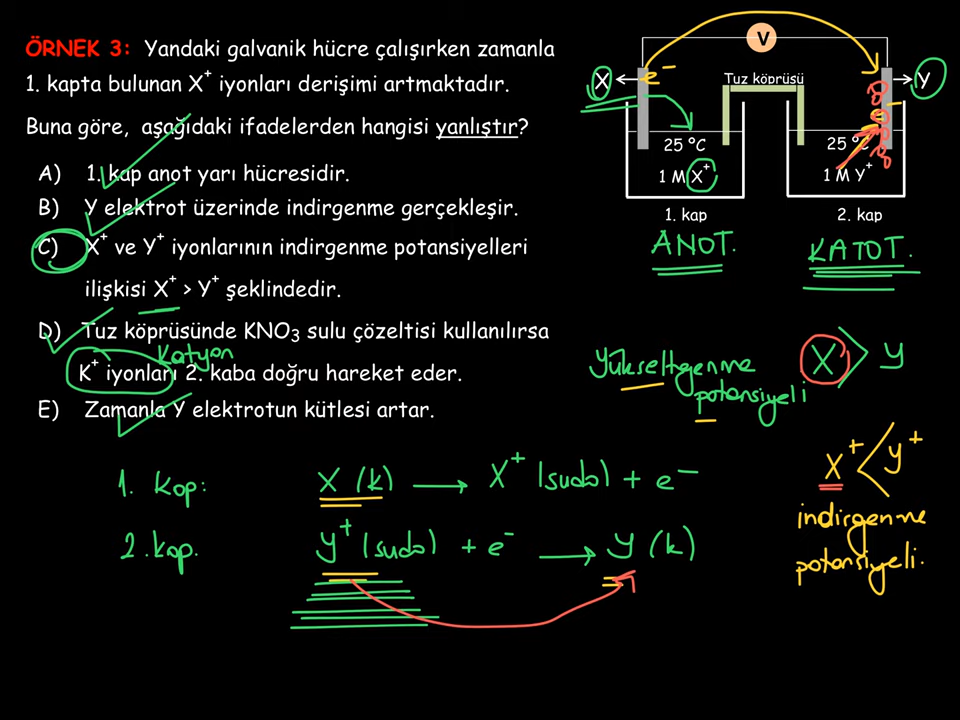 ÖRNEK 3: Yandaki galvanik hücre çalışırken zamanla
1. kapta bulunan X⁺ iyonları derişimi artmaktadır.
Buna göre, aşağıdaki ifadelerden hangisi yanlıştır?
A) 1. kap anot yarı hücresidir.
B) Y elektrot üzerinde indirgenme gerçekleşir.
C) X⁺ ve Y⁺ iyonlarının indirgenme potansiyelleri
ilişkisi X⁺ > Y⁺ şeklindedir.
D) Tuz köprüsünde KNO₃ sulu çözeltisi kullanılırsa
Katyon
K⁺ iyonları 2. kaba doğru hareket eder.
E) Zamanla Y elektrotun kütlesi artar.
V
X
e⁻
Tuz köprüsü
Y
25 °C
1 M X⁺
25 °C
1 M Y⁺
1. kap
2. kap
ANOT.
KATOT.
Yükseltgenme
potansiyeli
X > Y
X⁺ < Y⁺
indirgenme
potansiyeli.
1. Kap: X (k) → X⁺ (suda) + e⁻
2. kap. Y⁺ (suda) + e⁻ → Y (k)